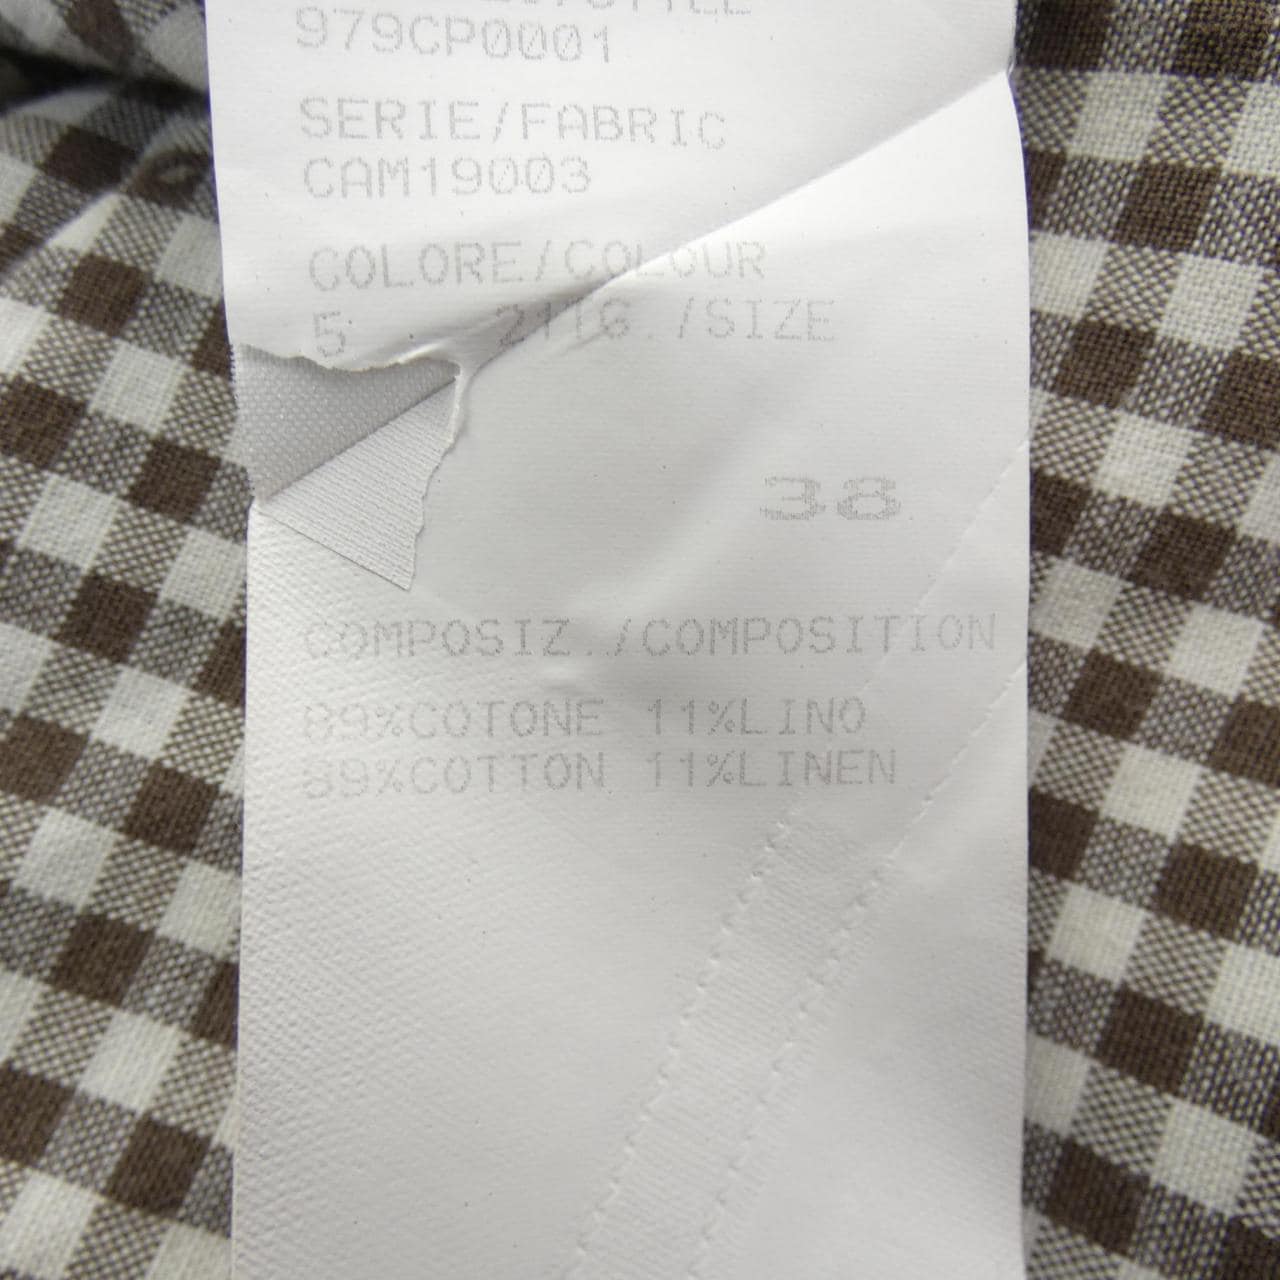 979CP0001
SERIE/FABRIC
CAM19003
COLORE/COLOUR
5 21TG./SIZE
38
COMPOSIZ./COMPOSITION
89%COTONE 11%LINO
89%COTTON 11%LINEN